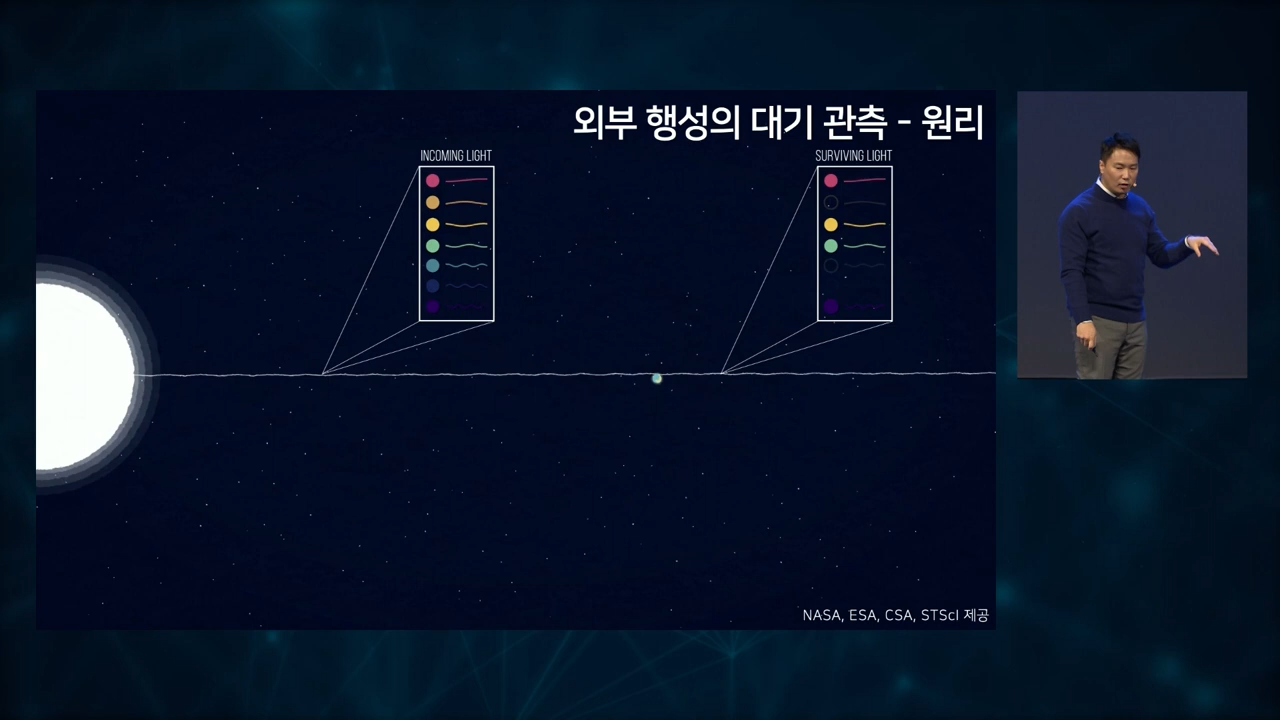 외부 행성의 대기 관측 - 원리
INCOMING LIGHT
SURVIVING LIGHT
NASA, ESA, CSA, STScI 제공